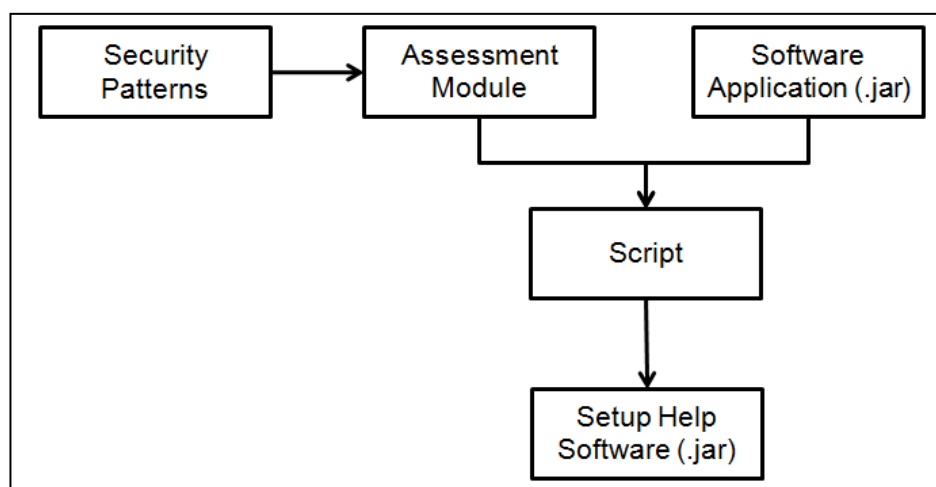 Security
Patterns
Assessment
Module
Software
Application (.jar)
Script
Setup Help
Software (.jar)